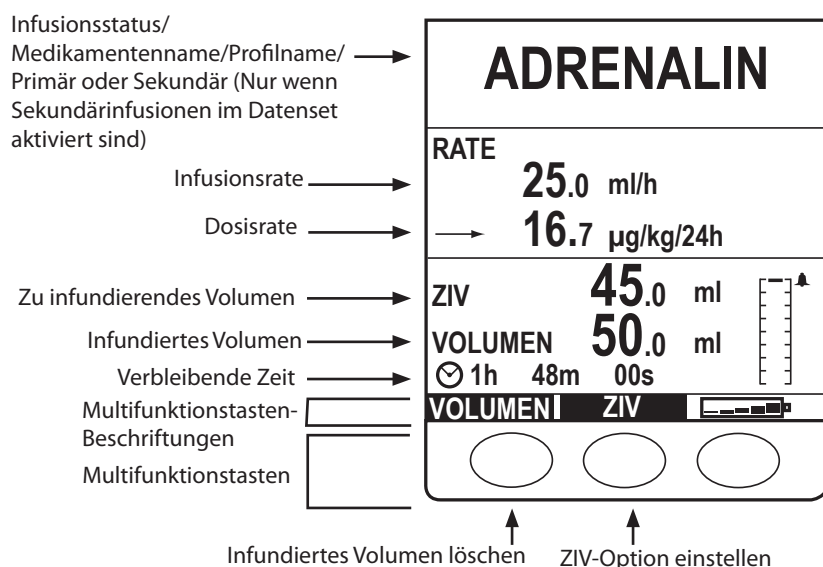 Infusionsstatus/
Medikamentenname/Profilname/
Primär oder Sekundär (Nur wenn
Sekundärinfusionen im Datenset
aktiviert sind)
ADRENALIN
RATE
Infusionsrate
25.0 ml/h
Dosisrate
16.7 µg/kg/24h
Zu infundierendes Volumen
ZIV 45.0 ml
Infundiertes Volumen
VOLUMEN 50.0 ml
Verbleibende Zeit
1h 48m 00s
Multifunktionstasten-
Beschriftungen
VOLUMEN ZIV
Multifunktionstasten
Infundiertes Volumen löschen
ZIV-Option einstellen